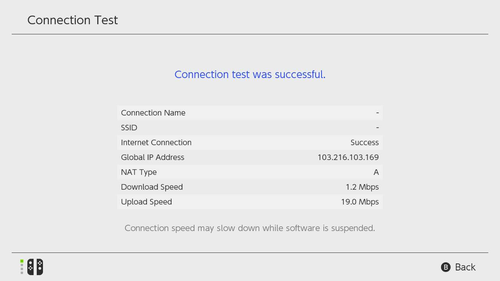 Connection Test
Connection test was successful.
Connection Name -
SSID -
Internet Connection Success
Global IP Address 103.216.103.169
NAT Type A
Download Speed 1.2 Mbps
Upload Speed 19.0 Mbps
Connection speed may slow down while software is suspended.
B Back